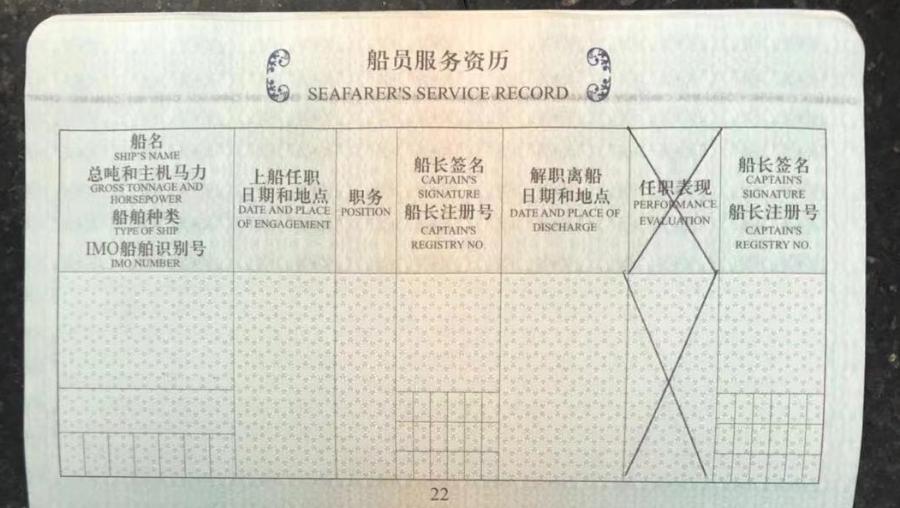 船员服务资历
SEAFARER'S SERVICE RECORD
船名
SHIP'S NAME
总吨和主机马力
GROSS TONNAGE AND
HORSEPOWER
船舶种类
TYPE OF SHIP
IMO船舶识别号
IMO NUMBER
上船任职
日期和地点
DATE AND PLACE
OF ENGAGEMENT
职务
POSITION
船长签名
CAPTAIN'S
SIGNATURE
船长注册号
CAPTAIN'S
REGISTRY NO.
解职离船
日期和地点
DATE AND PLACE OF
DISCHARGE
任职表现
PERFORMANCE
EVALUATION
船长签名
CAPTAIN'S
SIGNATURE
船长注册号
CAPTAIN'S
REGISTRY NO.
22